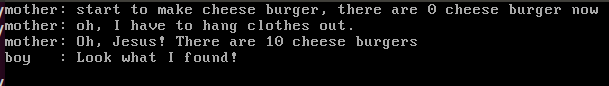 mother: start to make cheese burger, there are 0 cheese burger now
mother: oh, I have to hang clothes out.
mother: Oh, Jesus! There are 10 cheese burgers
boy   : Look what I found!